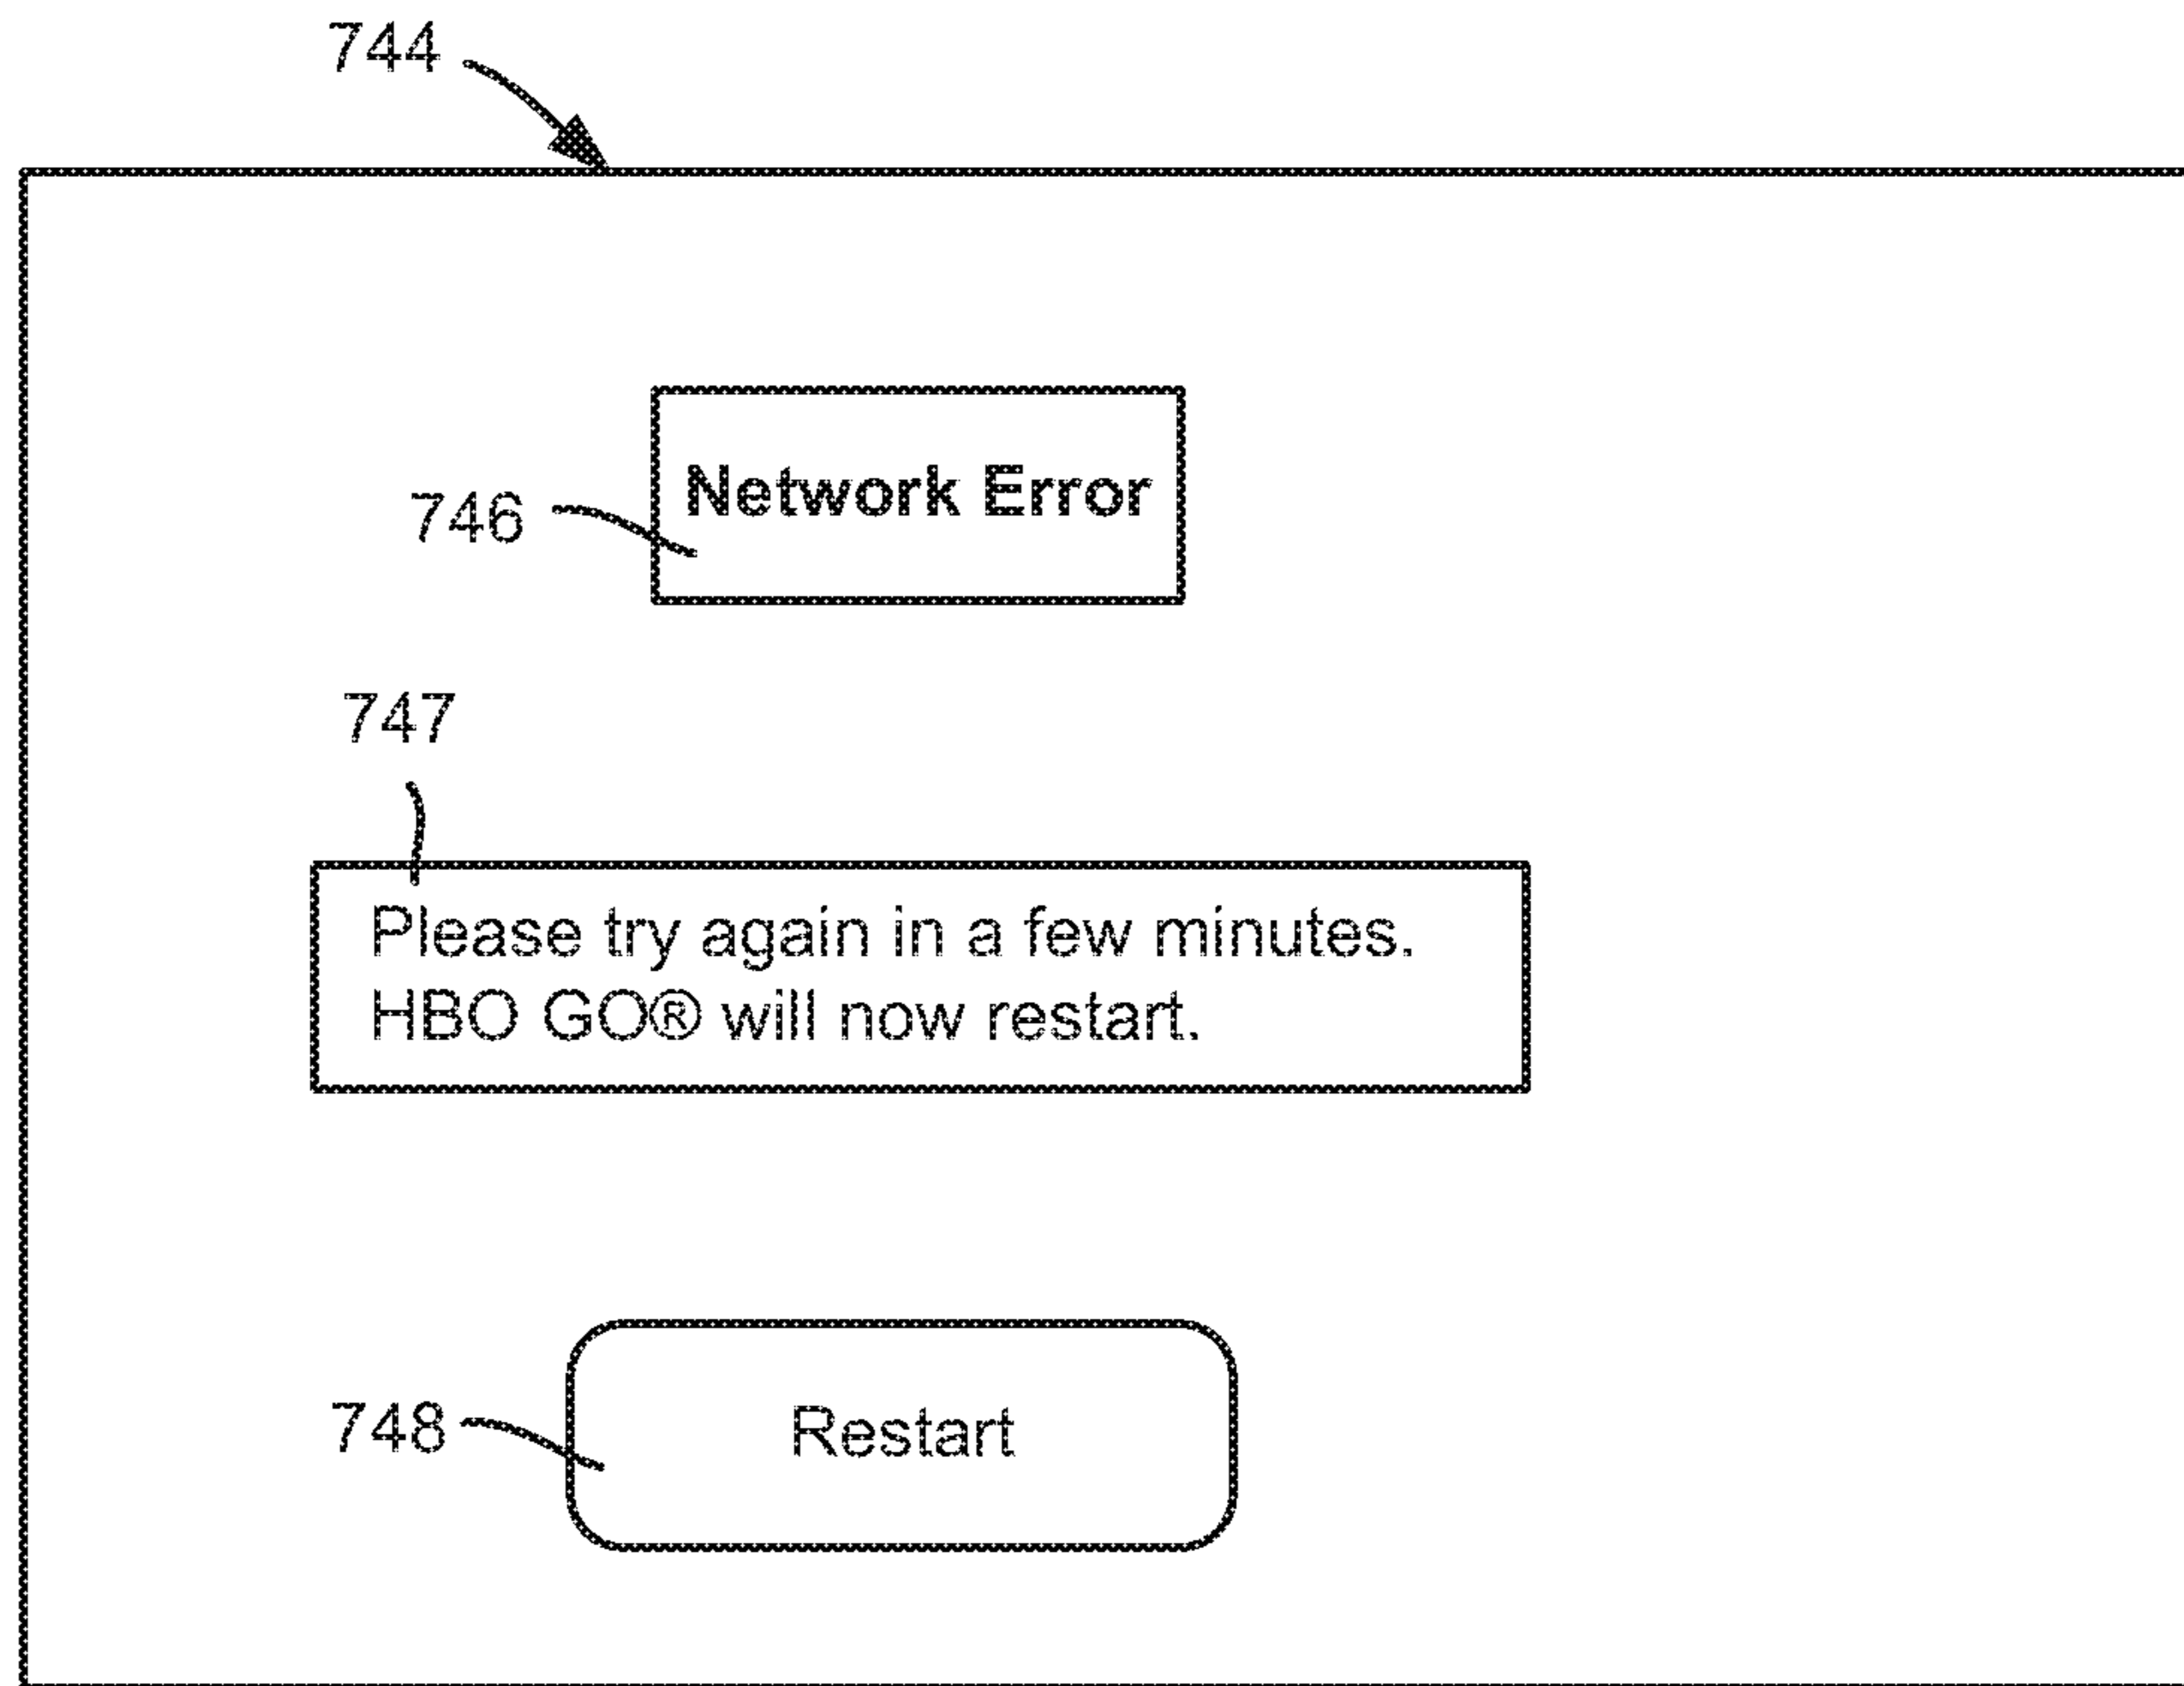 744
Network Error
746
747
Please try again in a few minutes.
HBO GO® will now restart.
748
Restart